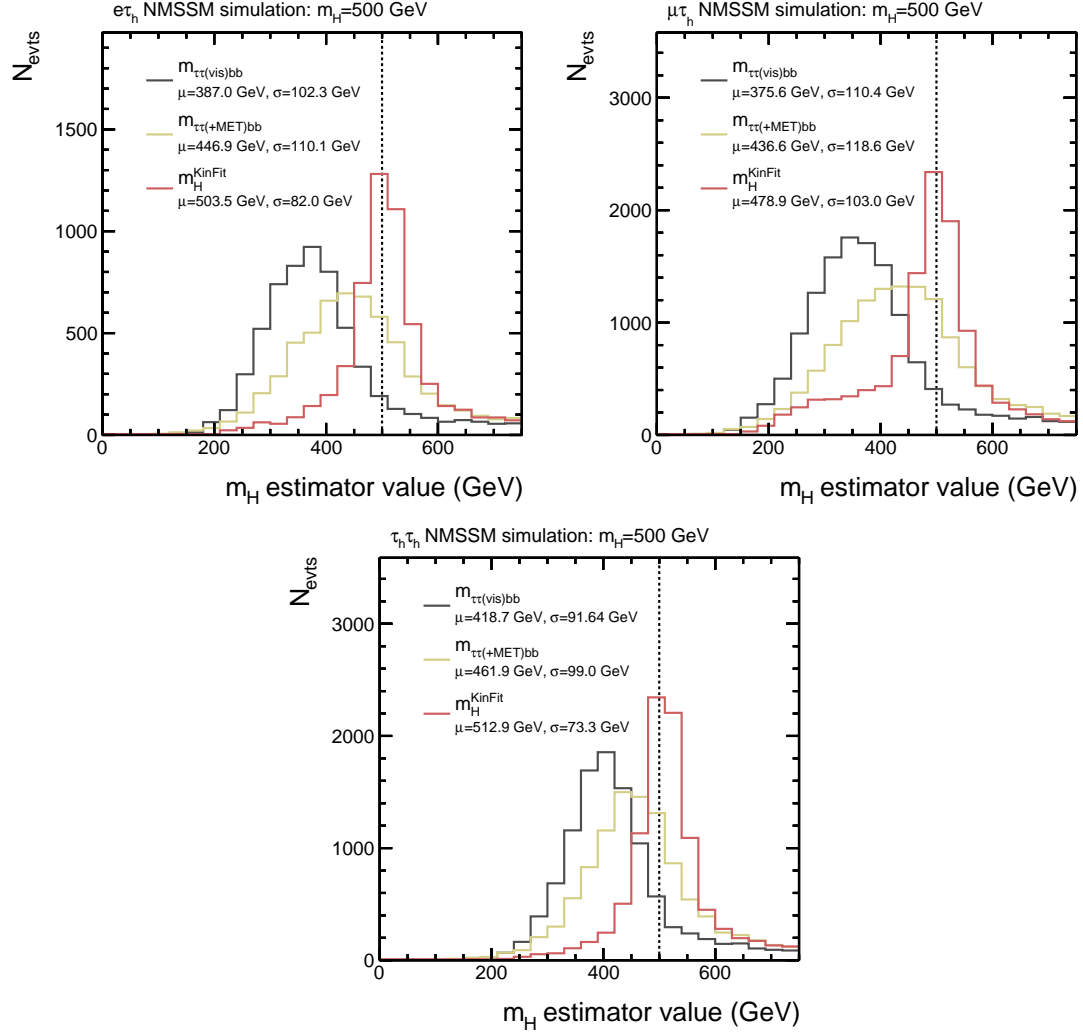 eτh NMSSM simulation: mH=500 GeV
Nevts
mττ(vis)bb
μ=387.0 GeV, σ=102.3 GeV
mττ(+MET)bb
μ=446.9 GeV, σ=110.1 GeV
mHKinFit
μ=503.5 GeV, σ=82.0 GeV
1500
1000
500
0
0 200 400 600
mH estimator value (GeV)
μτh NMSSM simulation: mH=500 GeV
Nevts
mττ(vis)bb
μ=375.6 GeV, σ=110.4 GeV
mττ(+MET)bb
μ=436.6 GeV, σ=118.6 GeV
mHKinFit
μ=478.9 GeV, σ=103.0 GeV
3000
2000
1000
0
0 200 400 600
mH estimator value (GeV)
τhτh NMSSM simulation: mH=500 GeV
Nevts
mττ(vis)bb
μ=418.7 GeV, σ=91.64 GeV
mττ(+MET)bb
μ=461.9 GeV, σ=99.0 GeV
mHKinFit
μ=512.9 GeV, σ=73.3 GeV
3000
2000
1000
0
0 200 400 600
mH estimator value (GeV)